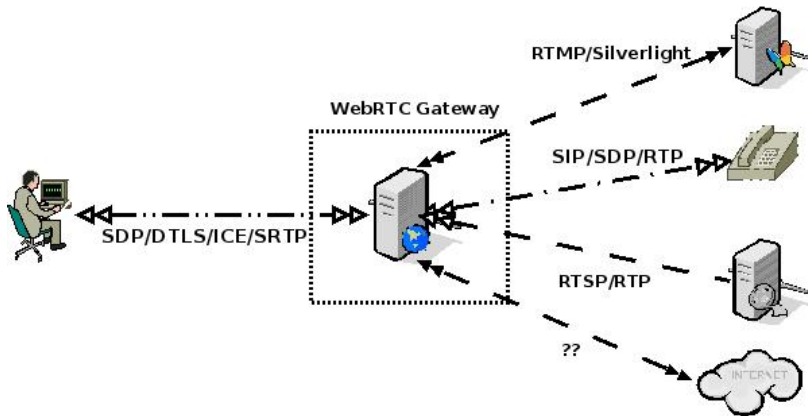 RTMP/Silverlight
WebRTC Gateway
SIP/SDP/RTP
SDP/DTLS/ICE/SRTP
RTSP/RTP
??
INTERNET